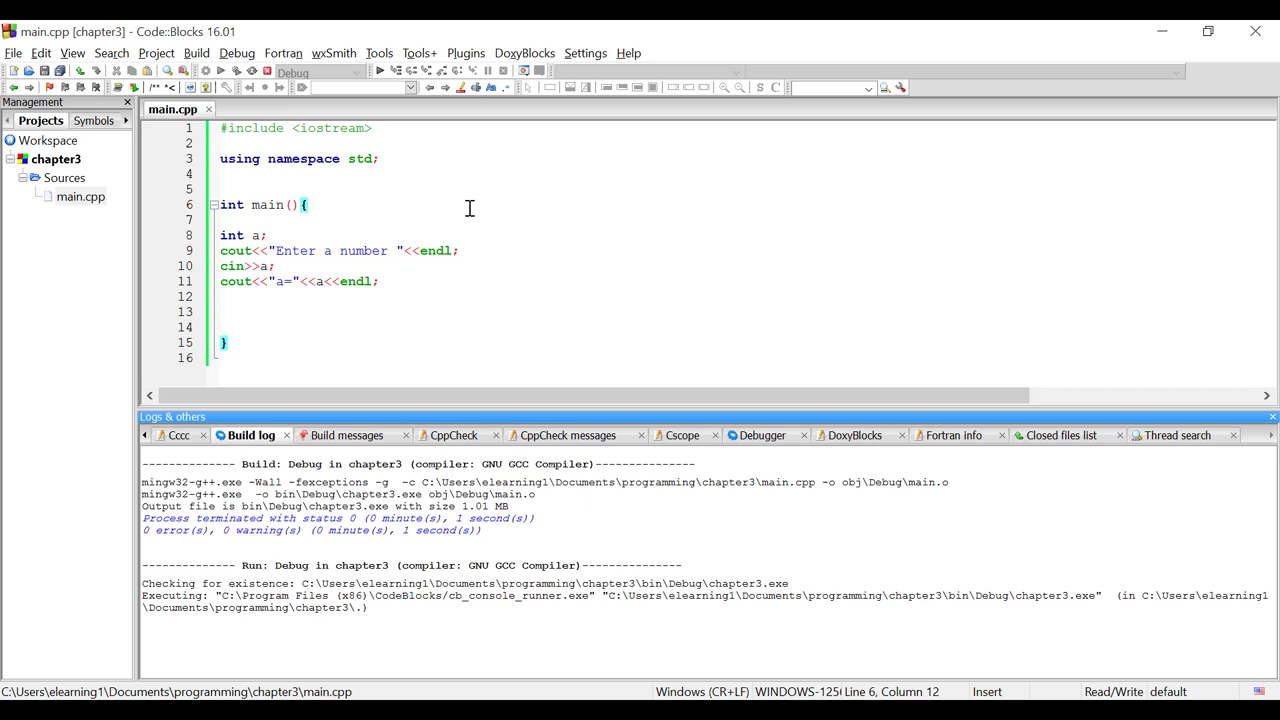 main.cpp [chapter3] - Code::Blocks 16.01
File Edit View Search Project Build Debug Fortran wxSmith Tools Tools+ Plugins DoxyBlocks Settings Help
Debug
Management
main.cpp
Projects Symbols
Workspace
chapter3
Sources
main.cpp
1 #include <iostream>
2
3 using namespace std;
4
5
6 int main(){
7
8 int a;
9 cout<<"Enter a number "<<endl;
10 cin>>a;
11 cout<<"a="<<a<<endl;
12
13
14
15 }
16
Logs & others
Cccc Build log Build messages CppCheck CppCheck messages Cscope Debugger DoxyBlocks Fortran info Closed files list Thread search
-------------- Build: Debug in chapter3 (compiler: GNU GCC Compiler)---------------
mingw32-g++.exe -Wall -fexceptions -g -c C:\Users\elearning1\Documents\programming\chapter3\main.cpp -o obj\Debug\main.o
mingw32-g++.exe -o bin\Debug\chapter3.exe obj\Debug\main.o
Output file is bin\Debug\chapter3.exe with size 1.01 MB
Process terminated with status 0 (0 minute(s), 1 second(s))
0 error(s), 0 warning(s) (0 minute(s), 1 second(s))
-------------- Run: Debug in chapter3 (compiler: GNU GCC Compiler)---------------
Checking for existence: C:\Users\elearning1\Documents\programming\chapter3\bin\Debug\chapter3.exe
Executing: "C:\Program Files (x86)\CodeBlocks/cb_console_runner.exe" "C:\Users\elearning1\Documents\programming\chapter3\bin\Debug\chapter3.exe" (in C:\Users\elearning1
\Documents\programming\chapter3\.)
C:\Users\elearning1\Documents\programming\chapter3\main.cpp Windows (CR+LF) WINDOWS-125 Line 6, Column 12 Insert Read/Write default